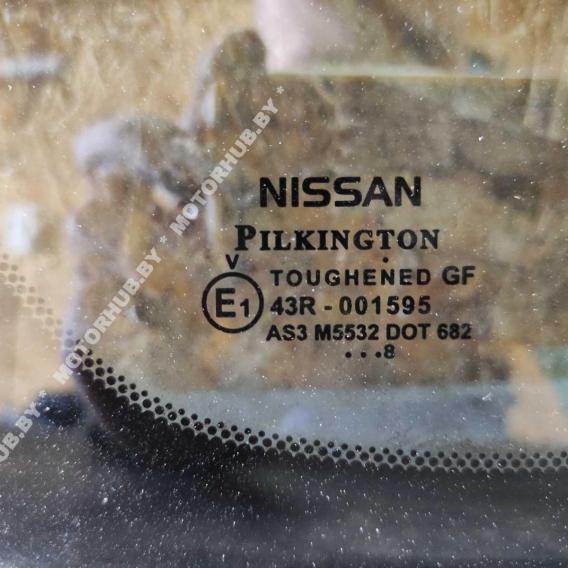 NISSAN
PILKINGTON
V
E1
TOUGHENED GF
43R - 001595
AS3 M5532 DOT 682
...8
MOTORHUB.BY * MOTORHUB.BY * MOTORHUB.BY *